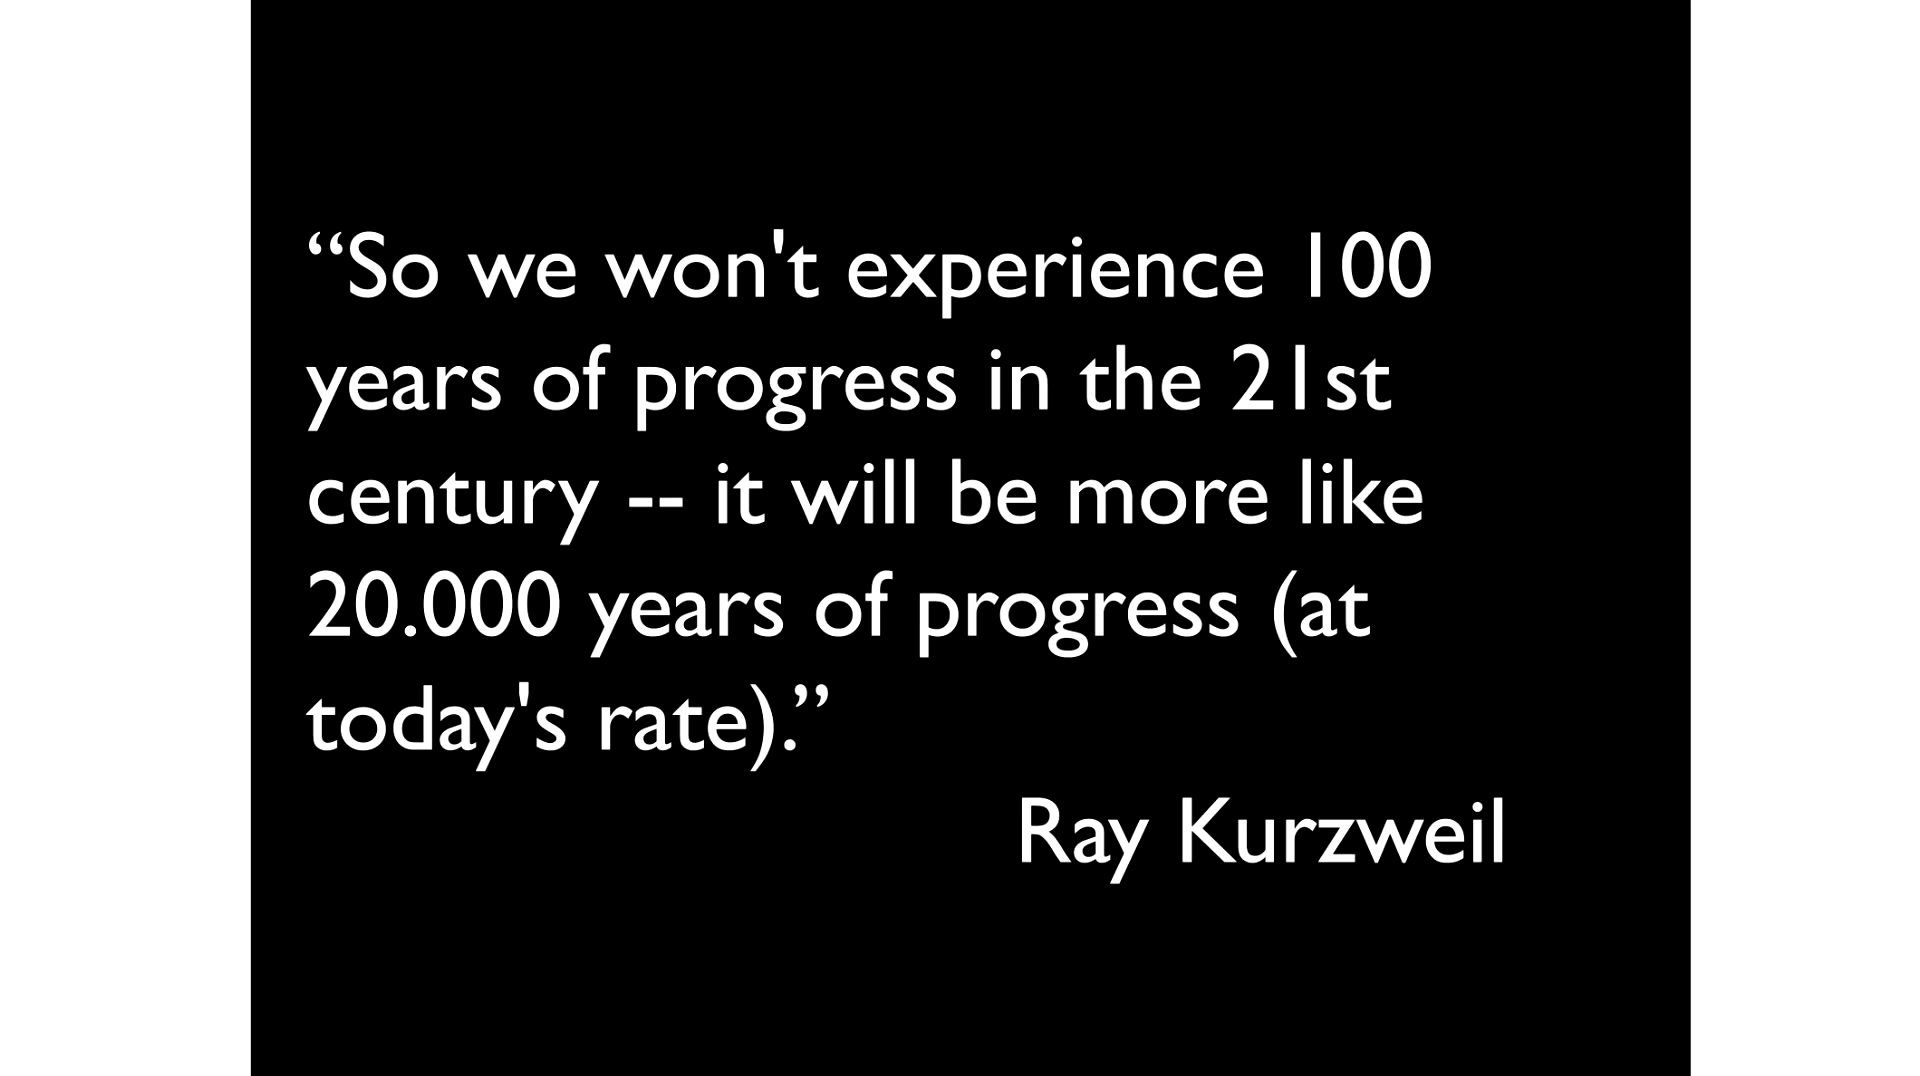 “So we won't experience 100
years of progress in the 21st
century -- it will be more like
20.000 years of progress (at
today's rate).”
Ray Kurzweil